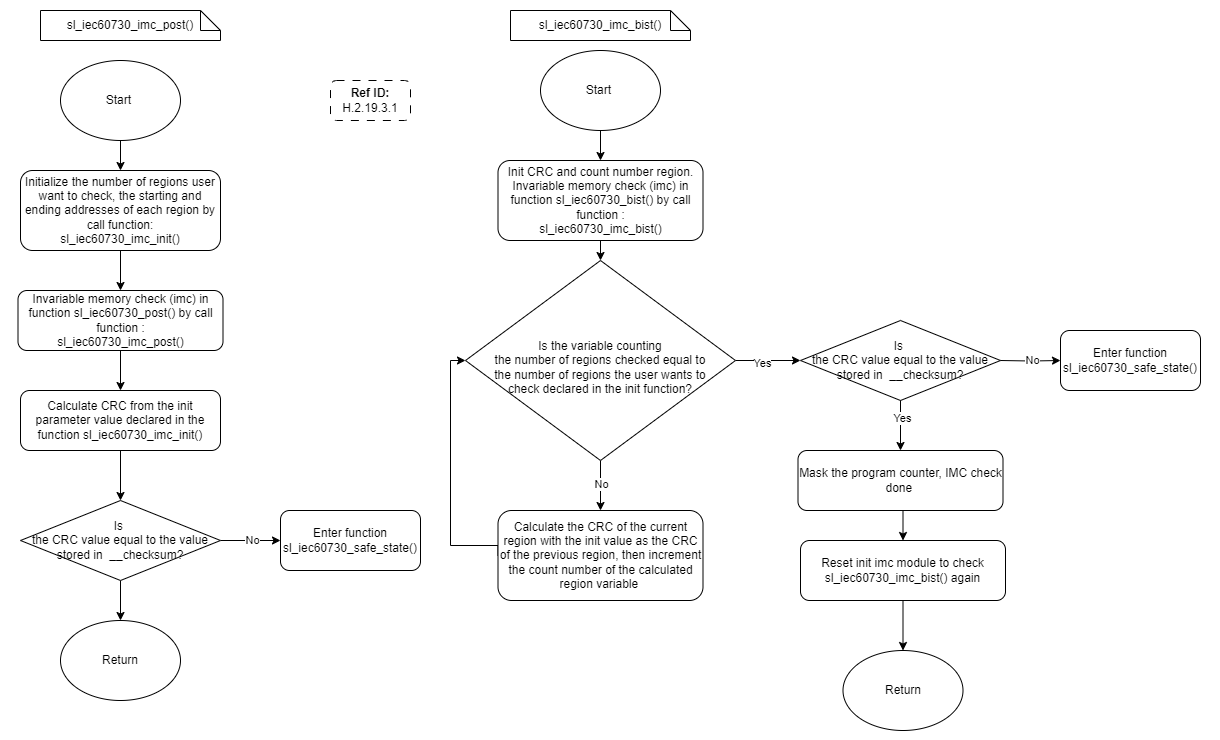 sl_iec60730_imc_post()
Start
Initialize the number of regions user
want to check, the starting and
ending addresses of each region by
call function:
sl_iec60730_imc_init()
Invariable memory check (imc) in
function sl_iec60730_post() by call
function :
sl_iec60730_imc_post()
Calculate CRC from the init
parameter value declared in the
function sl_iec60730_imc_init()
Is
the CRC value equal to the value
stored in __checksum?
No
Enter function
sl_iec60730_safe_state()
Return
Ref ID:
H.2.19.3.1
sl_iec60730_imc_bist()
Start
Init CRC and count number region.
Invariable memory check (imc) in
function sl_iec60730_bist() by call
function :
sl_iec60730_imc_bist()
Is the variable counting
the number of regions checked equal to
the number of regions the user wants to
check declared in the init function?
No
Calculate the CRC of the current
region with the init value as the CRC
of the previous region, then increment
the count number of the calculated
region variable
Yes
Is
the CRC value equal to the value
stored in __checksum?
No
Enter function
sl_iec60730_safe_state()
Yes
Mask the program counter, IMC check
done
Reset init imc module to check
sl_iec60730_imc_bist() again
Return